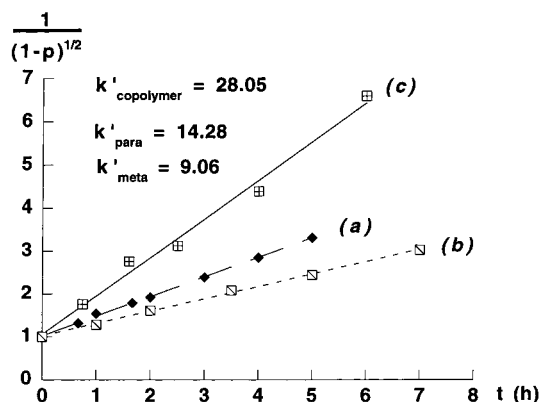 1
(1-p)^1/2
7
k'copolymer = 28.05
(c)
6
k'para = 14.28
5
k'meta = 9.06
4
(a)
3
(b)
2
1
0
0 1 2 3 4 5 6 7 8 t (h)